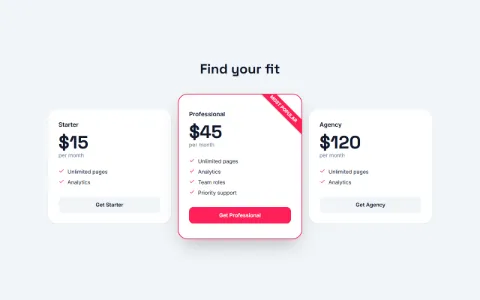 Find your fit
Starter
$15
per month
Unlimited pages
Analytics
Get Starter
MOST POPULAR
Professional
$45
per month
Unlimited pages
Analytics
Team roles
Priority support
Get Professional
Agency
$120
per month
Unlimited pages
Analytics
Get Agency